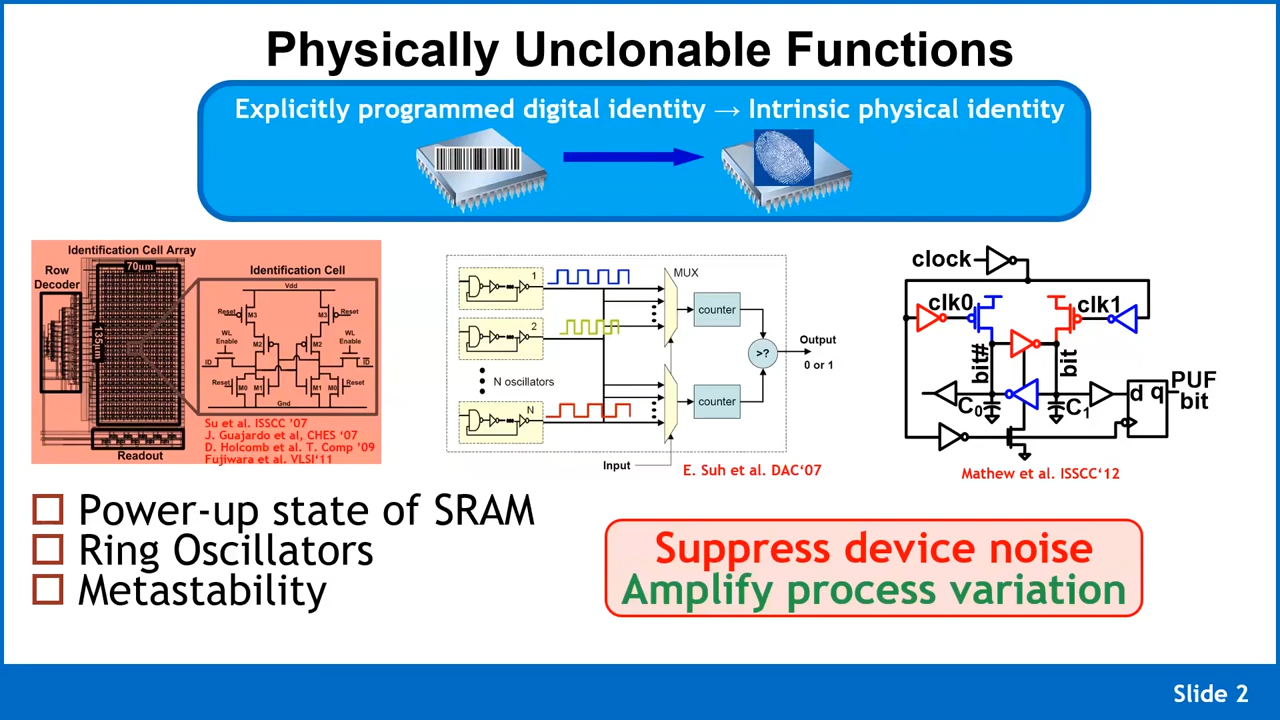 Physically Unclonable Functions
Explicitly programmed digital identity → Intrinsic physical identity
Identification Cell Array
Row
Decoder
70μm
135μm
Readout
Identification Cell
Vdd
Reset
M3
M3
Reset
WL
Enable
M2
M2
WL
Enable
ID
ID
Reset
M0
M1
M1
M0
Reset
Gnd
Su et al. ISSCC '07
J. Guajardo et al, CHES '07
D. Holcomb et al. T. Comp '09
Fujiwara et al. VLSI‘11
1
2
N oscillators
N
MUX
counter
counter
>?
Output
0 or 1
Input
E. Suh et al. DAC‘07
clock
clk0
clk1
bit#
bit
C0
C1
d q
PUF
bit
Mathew et al. ISSCC‘12
Power-up state of SRAM
Ring Oscillators
Metastability
Suppress device noise
Amplify process variation
Slide 2